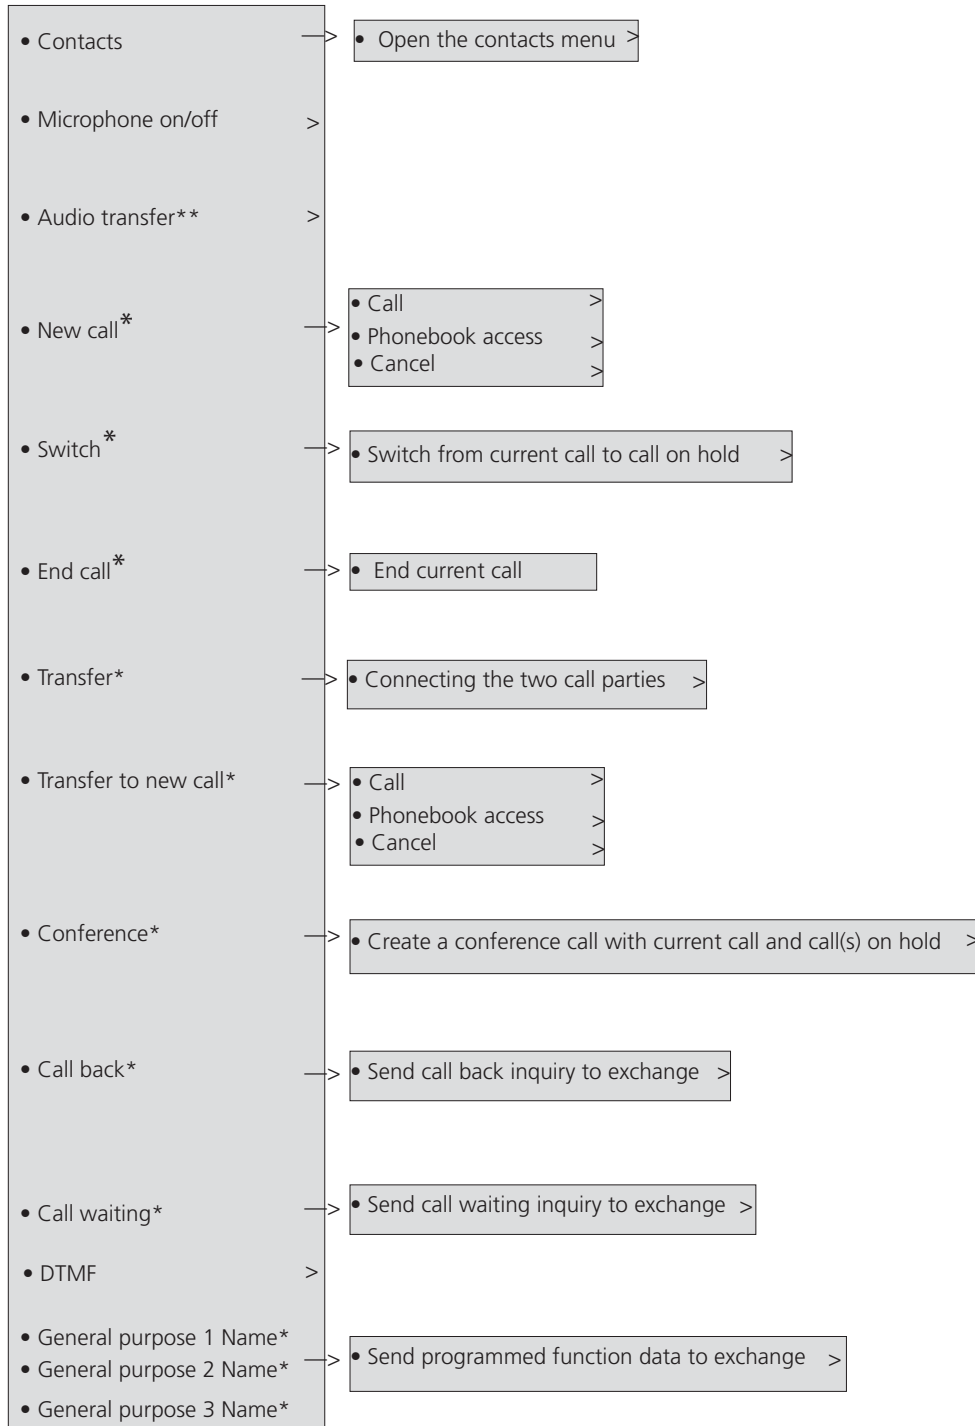 • Contacts —> • Open the contacts menu >
• Microphone on/off >
• Audio transfer** >
• New call* —> • Call >
• Phonebook access >
• Cancel >
• Switch* —> • Switch from current call to call on hold >
• End call* —> • End current call
• Transfer* —> • Connecting the two call parties >
• Transfer to new call* —> • Call >
• Phonebook access >
• Cancel >
• Conference* —> • Create a conference call with current call and call(s) on hold >
• Call back* —> • Send call back inquiry to exchange >
• Call waiting* —> • Send call waiting inquiry to exchange >
• DTMF >
• General purpose 1 Name*
• General purpose 2 Name* —> • Send programmed function data to exchange >
• General purpose 3 Name*